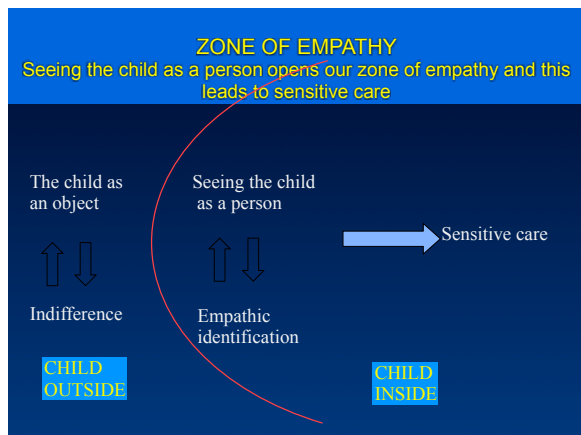 ZONE OF EMPATHY
Seeing the child as a person opens our zone of empathy and this
leads to sensitive care
The child as
an object
Indifference
CHILD
OUTSIDE
Seeing the child
as a person
Empathic
identification
Sensitive care
CHILD
INSIDE